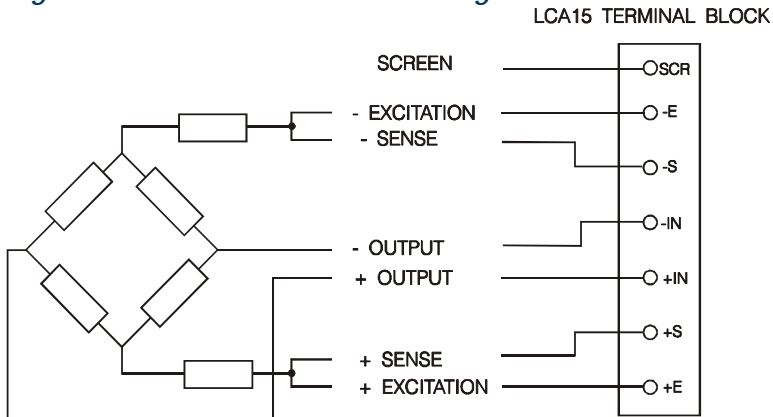 LCA15 TERMINAL BLOCK
SCREEN
SCR
- EXCITATION
-E
- SENSE
-S
-IN
- OUTPUT
+ OUTPUT
+IN
+S
+ SENSE
+ EXCITATION
+E